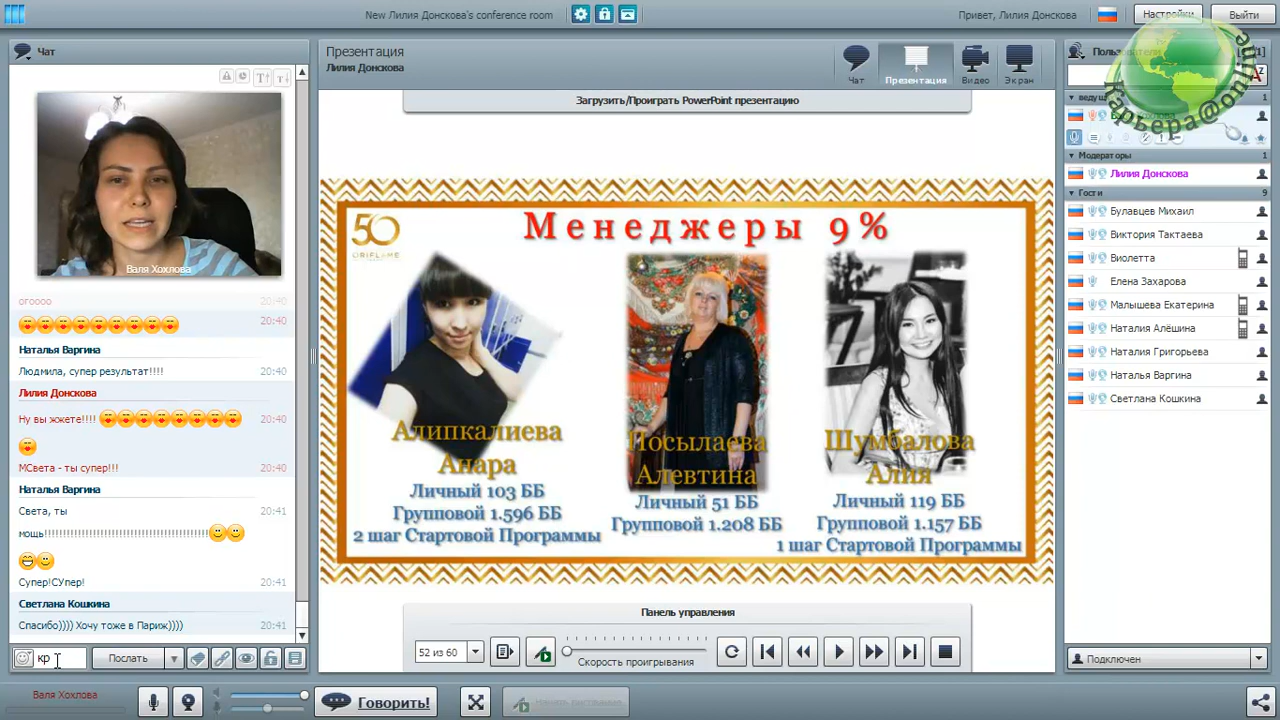 New Лилия Донскова's conference room
Привет, Лилия Донскова
Настройки
Выйти
Чат
огоооо 20:40
20:40
Наталья Варгина
Людмила, супер результат!!!! 20:40
Лилия Донскова
Ну вы жжете!!!! 20:40
МСвета - ты супер!!! 20:40
Наталья Варгина
Света, ты 20:41
мощь!!!!!!!!!!!!!!!!!!!!!!!!!!!!!!!!!!!!!!!!!
Супер!СУпер! 20:41
Светлана Кошкина
Спасибо)))) Хочу тоже в Париж)))) 20:41
кр
Послать
Валя Хохлова
Презентация
Лилия Донскова
Чат
Презентация
Видео
Экран
Загрузить/Проиграть PowerPoint презентацию
50
ORIFLAME
Менеджеры 9%
Алипкалиева
Анара
Личный 103 ББ
Групповой 1.596 ББ
2 шаг Стартовой Программы
Посылаева
Алевтина
Личный 51 ББ
Групповой 1.208 ББ
Шумбалова
Алия
Личный 119 ББ
Групповой 1.157 ББ
1 шаг Стартовой Программы
Панель управления
52 из 60
Скорость проигрывания
карьера@online
Модераторы 1
Лилия Донскова
Гости 9
Булавцев Михаил
Виктория Тактаева
Виолетта
Елена Захарова
Малышева Екатерина
Наталия Алёшина
Наталия Григорьева
Наталья Варгина
Светлана Кошкина
Подключен
Валя Хохлова
Говорить!